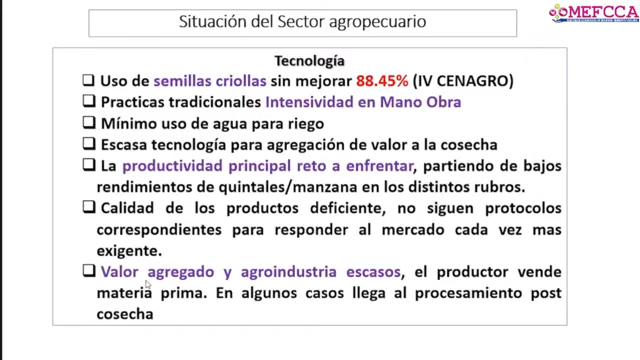 Situación del Sector agropecuario
MEFCCA
Tecnología
❑ Uso de semillas criollas sin mejorar 88.45% (IV CENAGRO)
❑ Practicas tradicionales Intensividad en Mano Obra
❑ Mínimo uso de agua para riego
❑ Escasa tecnología para agregación de valor a la cosecha
❑ La productividad principal reto a enfrentar, partiendo de bajos
rendimientos de quintales/manzana en los distintos rubros.
❑ Calidad de los productos deficiente, no siguen protocolos
correspondientes para responder al mercado cada vez mas
exigente.
❑ Valor agregado y agroindustria escasos, el productor vende
materia prima. En algunos casos llega al procesamiento post
cosecha